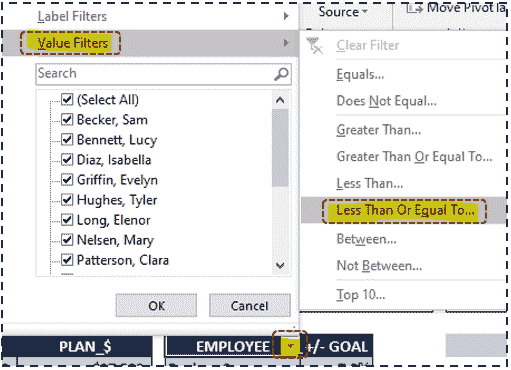 Label Filters
Source
Move Pivot
Value Filters
Clear Filter
Search
Equals...
(Select All)
Does Not Equal...
Becker, Sam
Greater Than...
Bennett, Lucy
Greater Than Or Equal To...
Diaz, Isabella
Less Than...
Griffin, Evelyn
Less Than Or Equal To...
Hughes, Tyler
Between...
Long, Elenor
Not Between...
Nelsen, Mary
Top 10...
Patterson, Clara
OK
Cancel
PLAN_$
EMPLOYEE
+/- GOAL